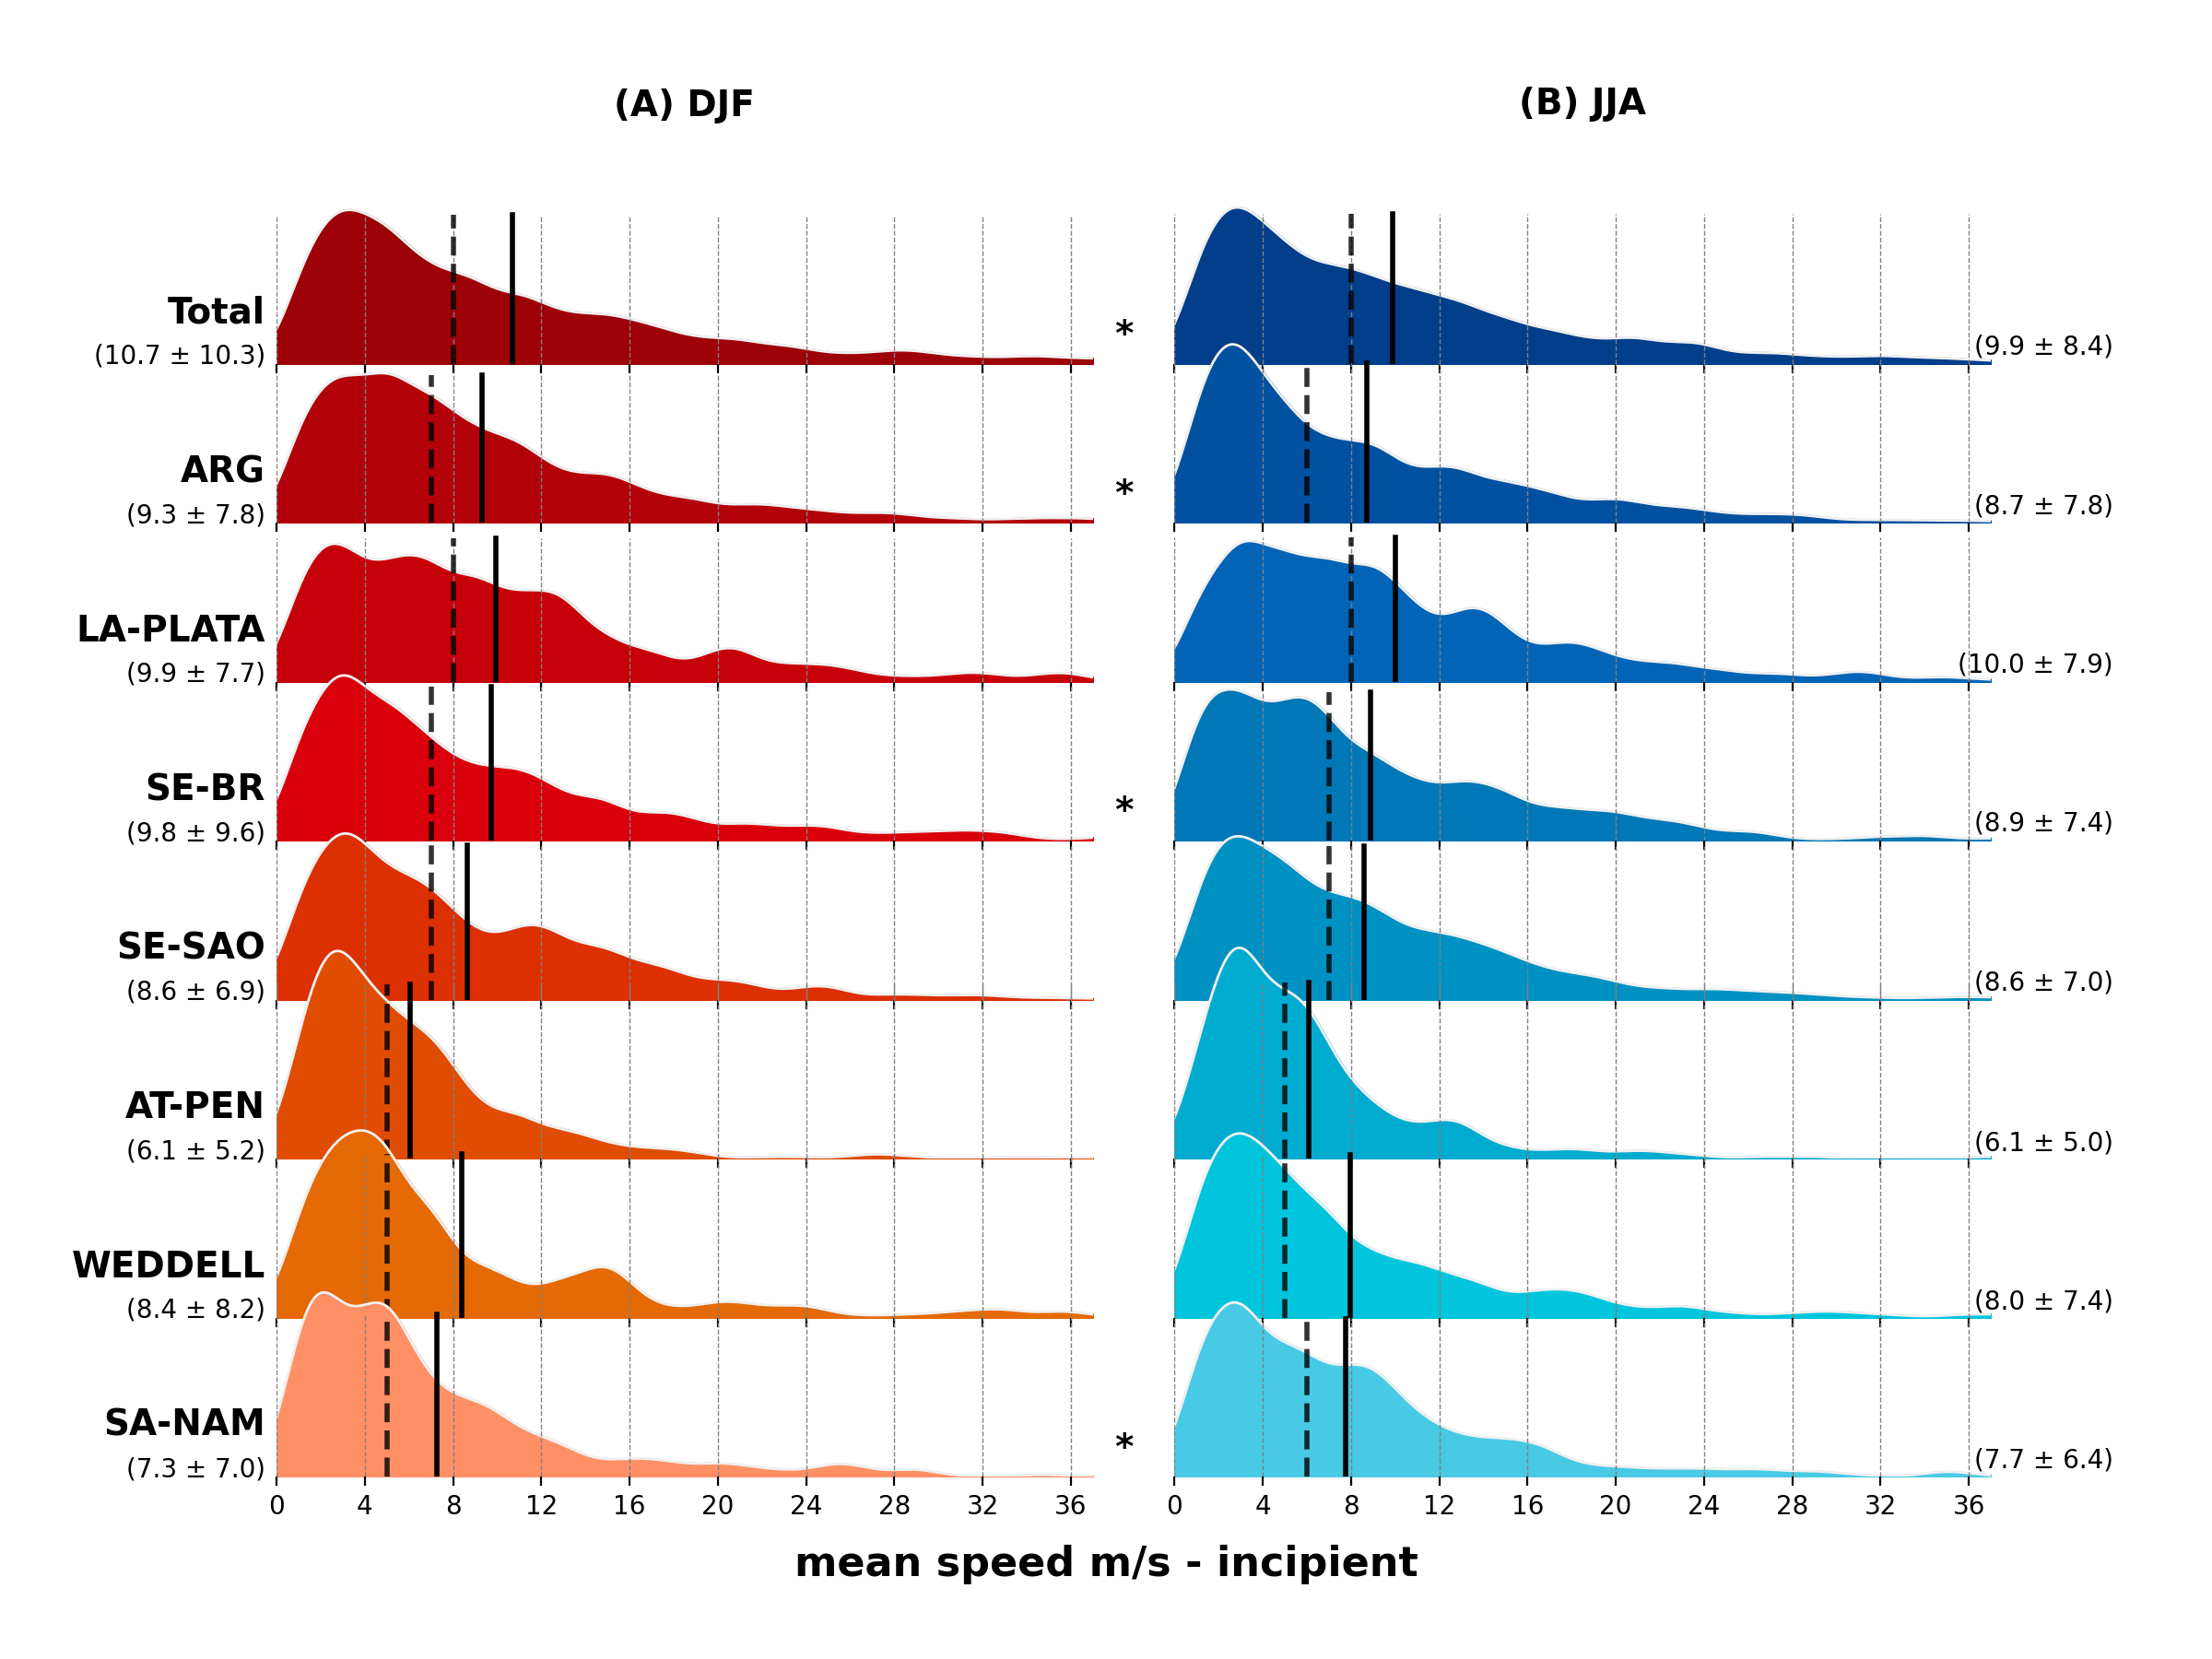 (A) DJF
(B) JJA
Total
(10.7 ± 10.3)
*
(9.9 ± 8.4)
ARG
(9.3 ± 7.8)
*
(8.7 ± 7.8)
LA-PLATA
(9.9 ± 7.7)
(10.0 ± 7.9)
SE-BR
(9.8 ± 9.6)
*
(8.9 ± 7.4)
SE-SAO
(8.6 ± 6.9)
(8.6 ± 7.0)
AT-PEN
(6.1 ± 5.2)
(6.1 ± 5.0)
WEDDELL
(8.4 ± 8.2)
(8.0 ± 7.4)
SA-NAM
(7.3 ± 7.0)
*
(7.7 ± 6.4)
0 4 8 12 16 20 24 28 32 36
0 4 8 12 16 20 24 28 32 36
mean speed m/s - incipient